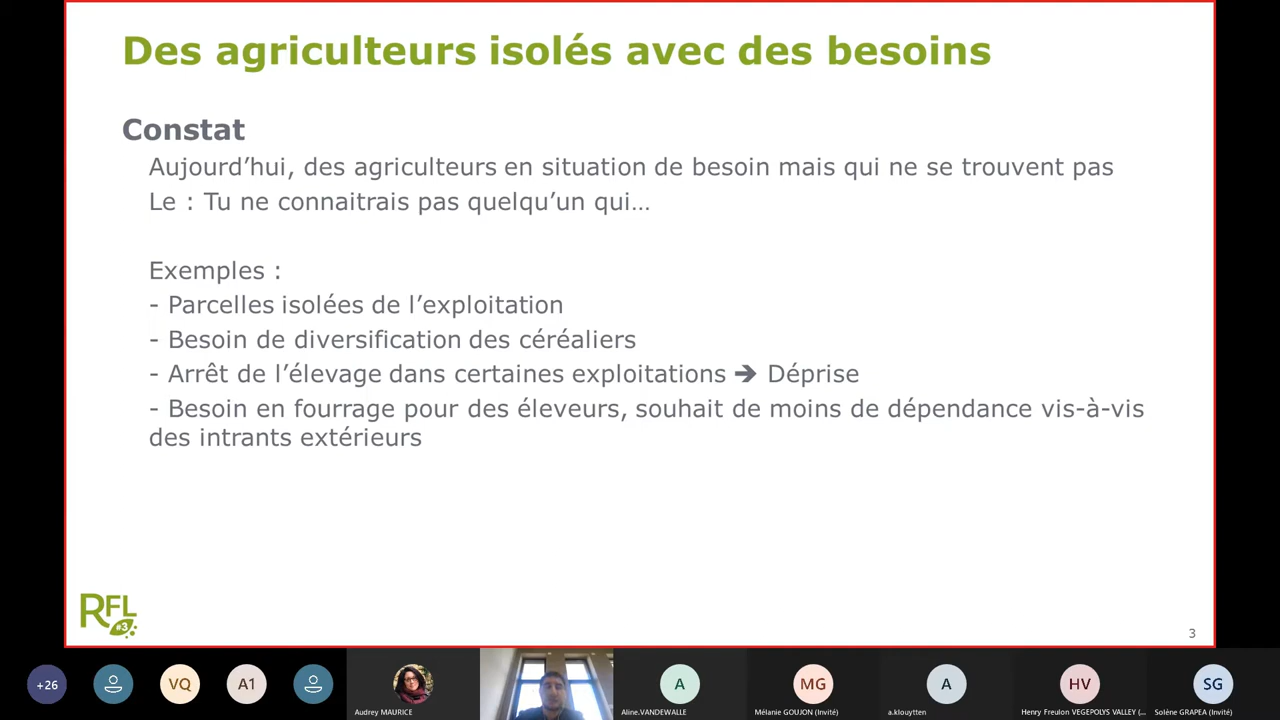 Des agriculteurs isolés avec des besoins
Constat
Aujourd’hui, des agriculteurs en situation de besoin mais qui ne se trouvent pas
Le : Tu ne connaitrais pas quelqu’un qui…
Exemples :
- Parcelles isolées de l’exploitation
- Besoin de diversification des céréaliers
- Arrêt de l’élevage dans certaines exploitations ➔ Déprise
- Besoin en fourrage pour des éleveurs, souhait de moins de dépendance vis-à-vis
des intrants extérieurs
RFL
#3
3
+26
VQ
A1
A
MG
A
HV
SG
Audrey MAURICE
Aline.VANDEWALLE
Mélanie GOUJON (Invité)
a.klouytten
Henry Freulon VEGEPOLYS VALLEY (...
Solène GRAPEA (Invité)